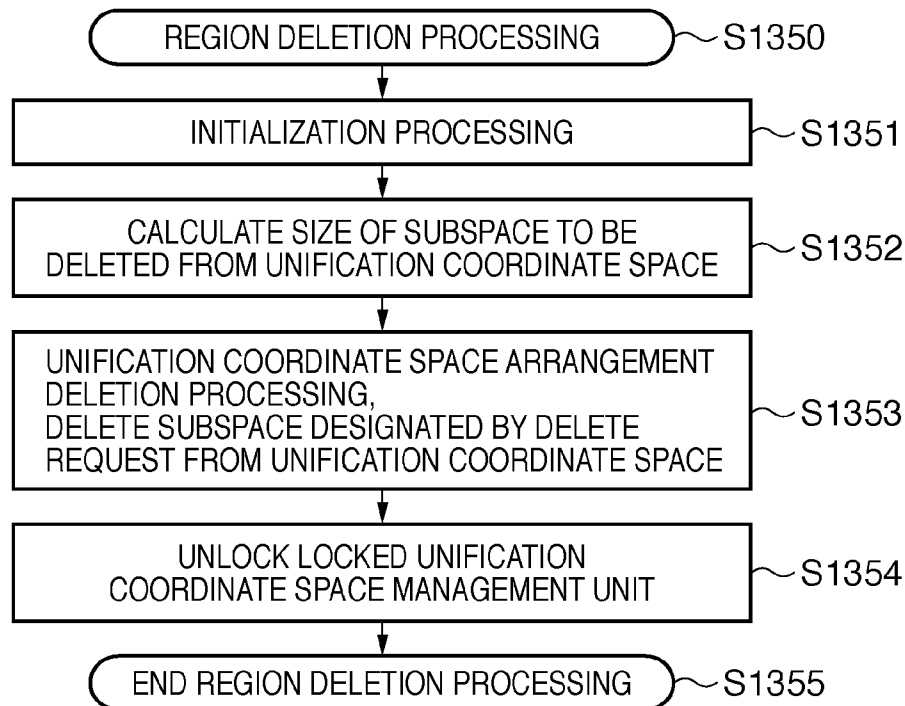 REGION DELETION PROCESSING S1350
INITIALIZATION PROCESSING S1351
CALCULATE SIZE OF SUBSPACE TO BE
DELETED FROM UNIFICATION COORDINATE SPACE S1352
UNIFICATION COORDINATE SPACE ARRANGEMENT
DELETION PROCESSING,
DELETE SUBSPACE DESIGNATED BY DELETE
REQUEST FROM UNIFICATION COORDINATE SPACE S1353
UNLOCK LOCKED UNIFICATION
COORDINATE SPACE MANAGEMENT UNIT S1354
END REGION DELETION PROCESSING S1355